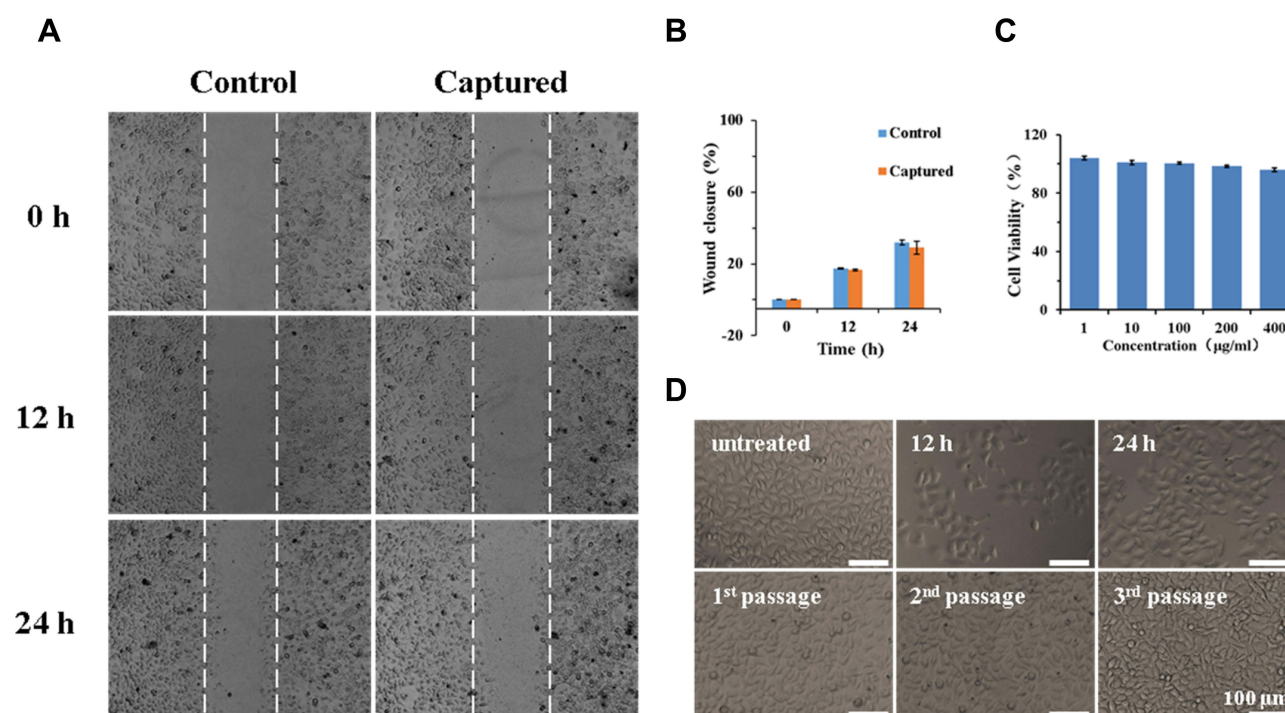 A
Control
Captured
0 h
12 h
24 h
B
Wound closure (%)
100
60
20
-20
Control
Captured
0
12
24
Time (h)
C
Cell Viability (%)
120
80
40
0
1
10
100
200
400
Concentration (μg/ml)
D
untreated
12 h
24 h
1st passage
2nd passage
3rd passage
100 μm